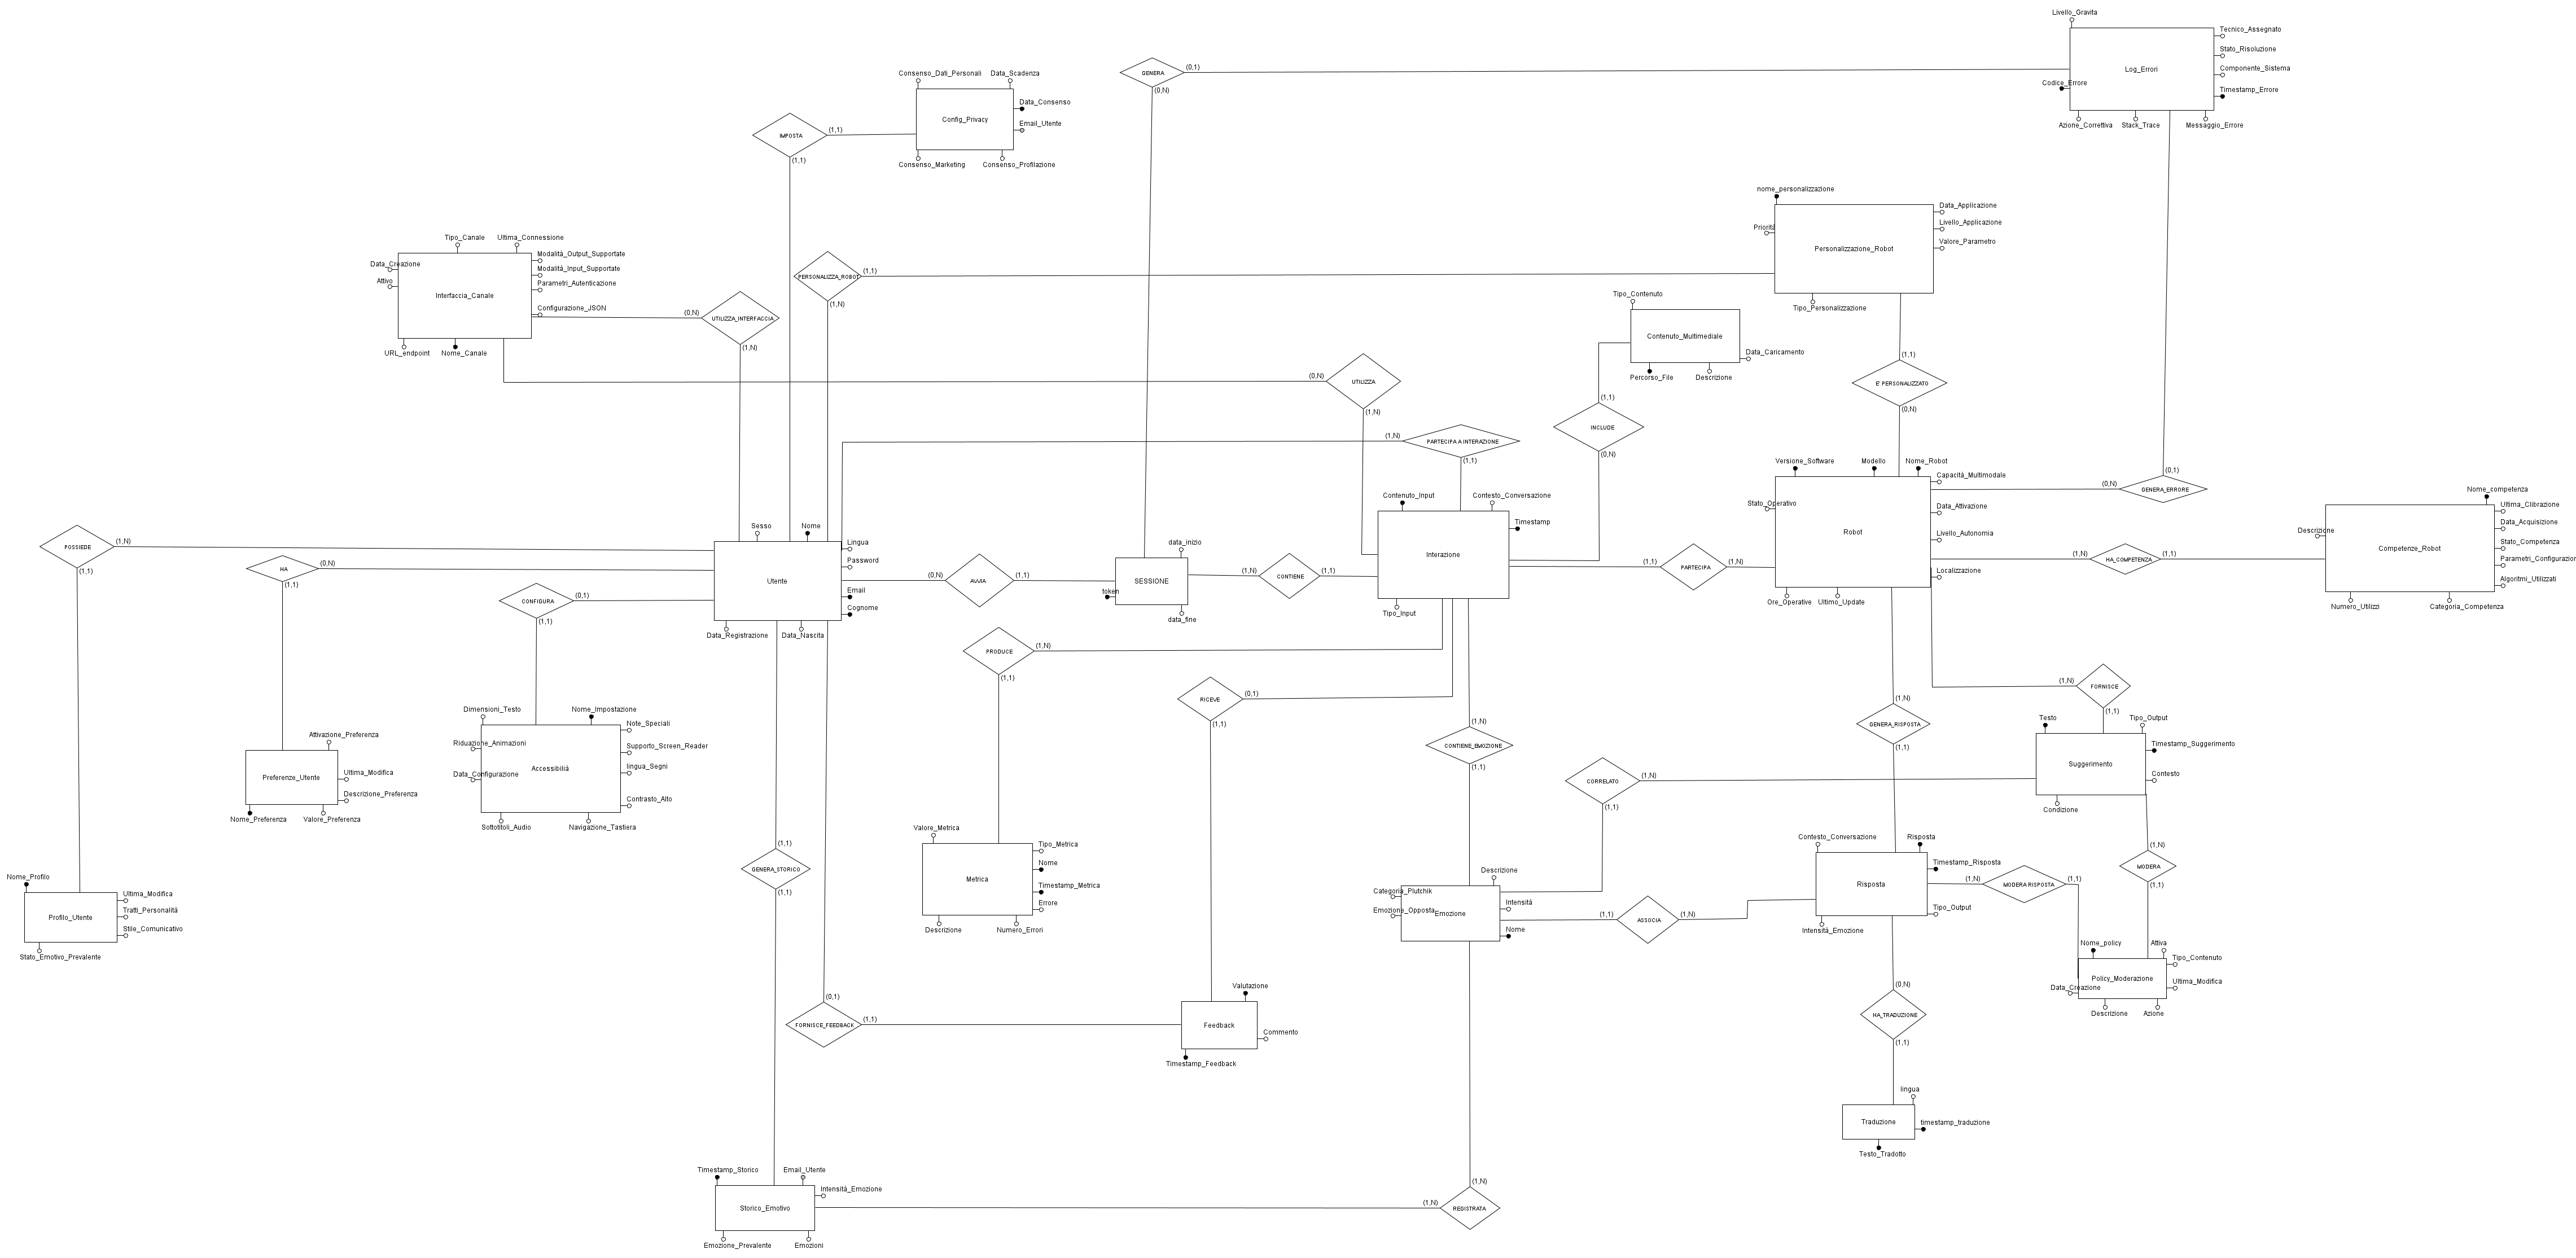 Livello_Gravita
Tecnico_Assegnato
Stato_Risoluzione
Componente_Sistema
Timestamp_Errore
Log_Errori
Codice_Errore
Azione_Correttiva
Stack_Trace
Messaggio_Errore
GENERA
(0,1)
(0,N)
Consenso_Dati_Personali
Data_Scadenza
Data_Consenso
Email_Utente
Config_Privacy
Consenso_Marketing
Consenso_Profilazione
IMPOSTA
(1,1)
(1,1)
nome_personalizzazione
Data_Applicazione
Livello_Applicazione
Valore_Parametro
Priorità
Personalizzazione_Robot
Tipo_Personalizzazione
PERSONALIZZA_ROBOT
(1,1)
(1,N)
Tipo_Canale
Ultima_Connessione
Modalità_Output_Supportate
Modalità_Input_Supportate
Parametri_Autenticazione
Configurazione_JSON
Data_Creazione
Attivo
Interfaccia_Canale
URL_endpoint
Nome_Canale
(0,N)
UTILIZZA_INTERFACCIA
(1,N)
(0,N)
UTILIZZA
(1,N)
Tipo_Contenuto
Contenuto_Multimediale
Data_Caricamento
Percorso_File
Descrizione
(1,1)
INCLUDE
(0,N)
(1,1)
E' PERSONALIZZATO
(0,N)
(1,N)
PARTECIPA A INTERAZIONE
(1,1)
Versione_Software
Modello
Nome_Robot
Capacità_Multimodale
Data_Attivazione
Livello_Autonomia
Localizzazione
Stato_Operativo
Robot
Ore_Operative
Ultimo_Update
(0,1)
(0,N)
GENERA_ERRORE
Nome_competenza
Ultima_Clibrazione
Data_Acquisizione
Stato_Competenza
Parametri_Configurazion
Algoritmi_Utilizzati
Descrizione
Competenze_Robot
Numero_Utilizzi
Categoria_Competenza
(1,N)
HA_COMPETENZA
(1,1)
Contenuto_Input
Contesto_Conversazione
Timestamp
Interazione
Tipo_Input
(1,1)
PARTECIPA
(1,N)
POSSIEDE
(1,N)
(1,1)
HA
(0,N)
(1,1)
CONFIGURA
(0,1)
(1,1)
Sesso
Nome
Lingua
Password
Email
Cognome
Utente
Data_Registrazione
Data_Nascita
(0,N)
AVVIA
(1,1)
data_inizio
SESSIONE
token
data_fine
(1,N)
CONTIENE
(1,1)
PRODUCE
(1,N)
(1,1)
RICEVE
(0,1)
(1,1)
(1,N)
CONTIENE_EMOZIONE
(1,1)
(1,N)
GENERA_RISPOSTA
(1,1)
(1,N)
FORNISCE
(1,1)
Testo
Tipo_Output
Timestamp_Suggerimento
Contesto
Suggerimento
Condizione
CORRELATO
(1,N)
(1,1)
(1,N)
MODERA
(1,1)
Attivazione_Preferenza
Ultima_Modifica
Descrizione_Preferenza
Preferenze_Utente
Nome_Preferenza
Valore_Preferenza
Dimensioni_Testo
Nome_Impostazione
Note_Speciali
Supporto_Screen_Reader
lingua_Segni
Contrasto_Alto
Riduazione_Animazioni
Data_Configurazione
Accessibilià
Sottotitoli_Audio
Navigazione_Tastiera
(1,1)
GENERA_STORICO
(1,1)
Valore_Metrica
Tipo_Metrica
Nome
Timestamp_Metrica
Errore
Metrica
Descrizione
Numero_Errori
Descrizione
Categoria_Plutchik
Emozione_Opposta
Emozione
Intensità
Nome
(1,1)
ASSOCIA
(1,N)
Contesto_Conversazione
Risposta
Timestamp_Risposta
Tipo_Output
Risposta
Intensità_Emozione
(1,N)
MODERA RISPOSTA
(1,1)
Nome_Profilo
Ultima_Modifica
Tratti_Personalità
Stile_Comunicativo
Profilo_Utente
Stato_Emotivo_Prevalente
Nome_policy
Attiva
Tipo_Contenuto
Ultima_Modifica
Policy_Moderazione
Data_Creazione
Descrizione
Azione
(0,1)
FORNISCE_FEEDBACK
(1,1)
Valutazione
Feedback
Commento
Timestamp_Feedback
(0,N)
HA_TRADUZIONE
(1,1)
lingua
Traduzione
timestamp_traduzione
Testo_Tradotto
Timestamp_Storico
Email_Utente
Intensità_Emozione
Storico_Emotivo
Emozione_Prevalente
Emozioni
(1,N)
(1,N)
REGISTRATA